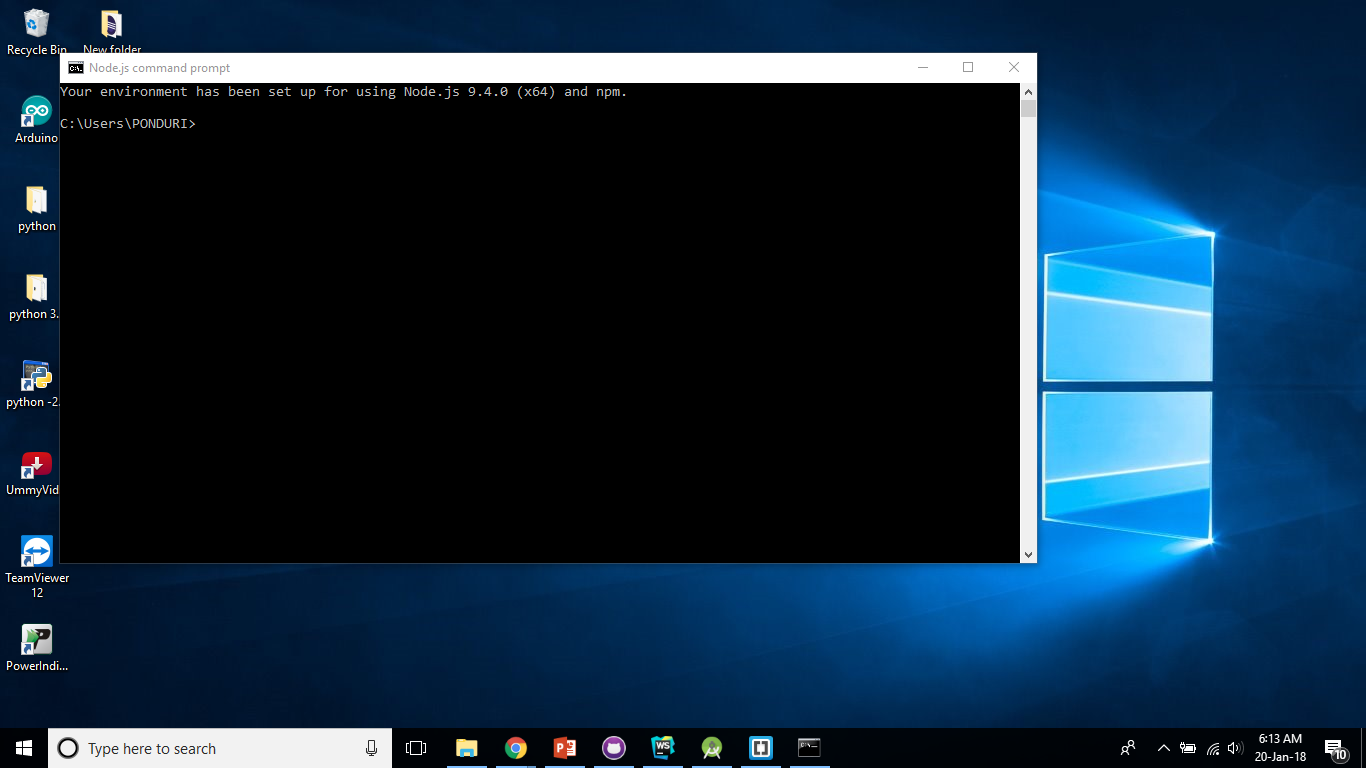 Recycle Bin
New folder
Node.js command prompt
Your environment has been set up for using Node.js 9.4.0 (x64) and npm.
C:\Users\PONDURI>
Arduino
python
python 3.
python -2.
UmmyVid
TeamViewer
12
PowerIndi...
Type here to search
WS
6:13 AM
20-Jan-18
10